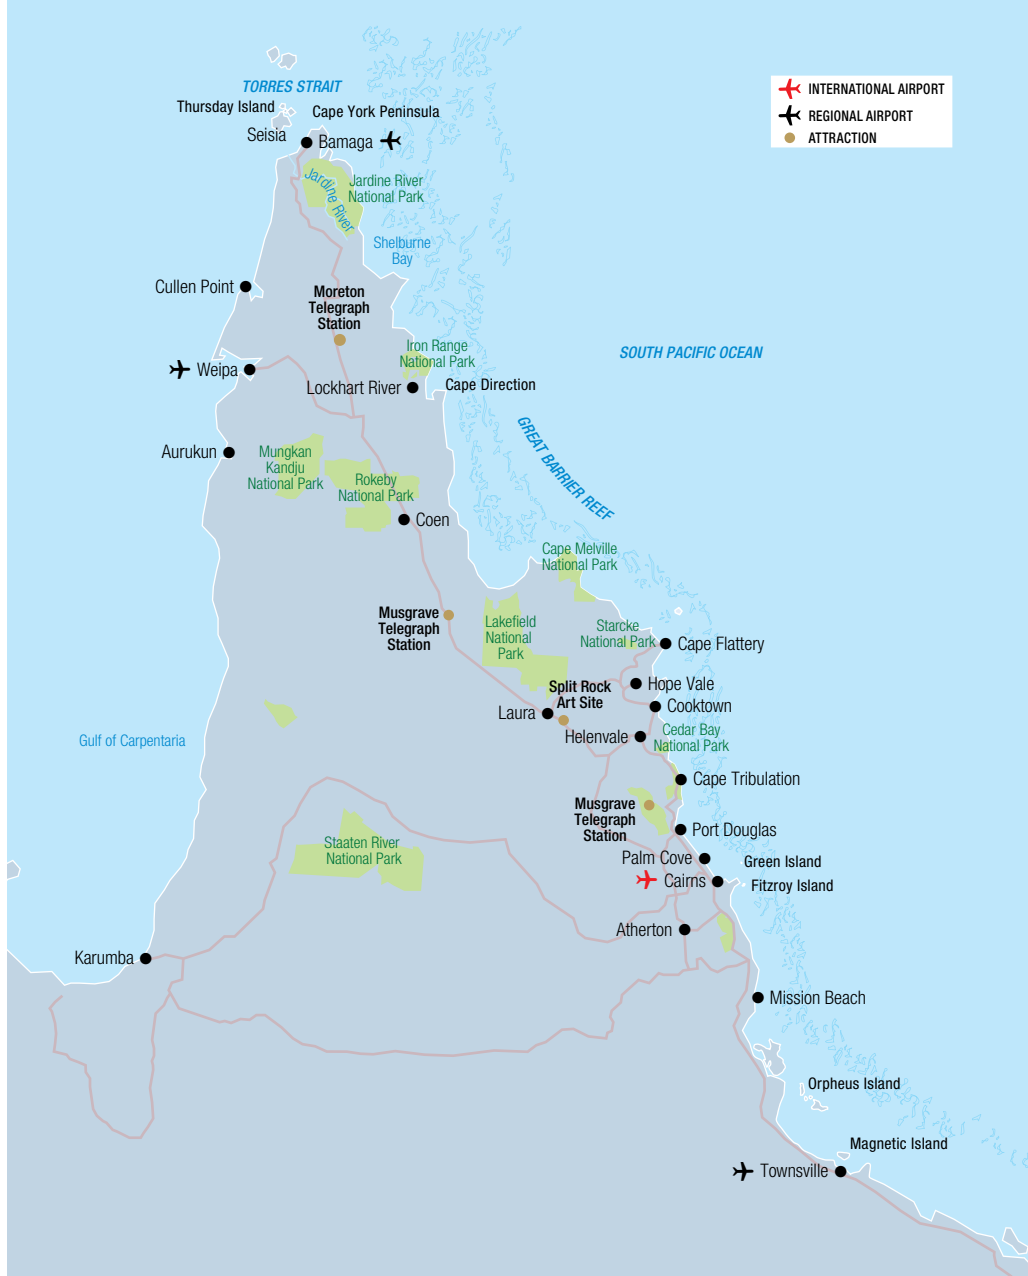 TORRES STRAIT
INTERNATIONAL AIRPORT
REGIONAL AIRPORT
ATTRACTION
Thursday Island
Cape York Peninsula
Seisia
Bamaga
Jardine River
Jardine River
National Park
Shelburne
Bay
Cullen Point
Moreton
Telegraph
Station
Iron Range
National Park
SOUTH PACIFIC OCEAN
Weipa
Lockhart River
Cape Direction
GREAT BARRIER REEF
Aurukun
Mungkan
Kandju
National Park
Rokeby
National Park
Coen
Cape Melville
National Park
Musgrave
Telegraph
Station
Lakefield
National
Park
Starcke
National Park
Cape Flattery
Split Rock
Art Site
Hope Vale
Laura
Cooktown
Helenvale
Cedar Bay
National Park
Gulf of Carpentaria
Cape Tribulation
Musgrave
Telegraph
Station
Port Douglas
Staaten River
National Park
Palm Cove
Green Island
Cairns
Fitzroy Island
Atherton
Karumba
Mission Beach
Orpheus Island
Magnetic Island
Townsville